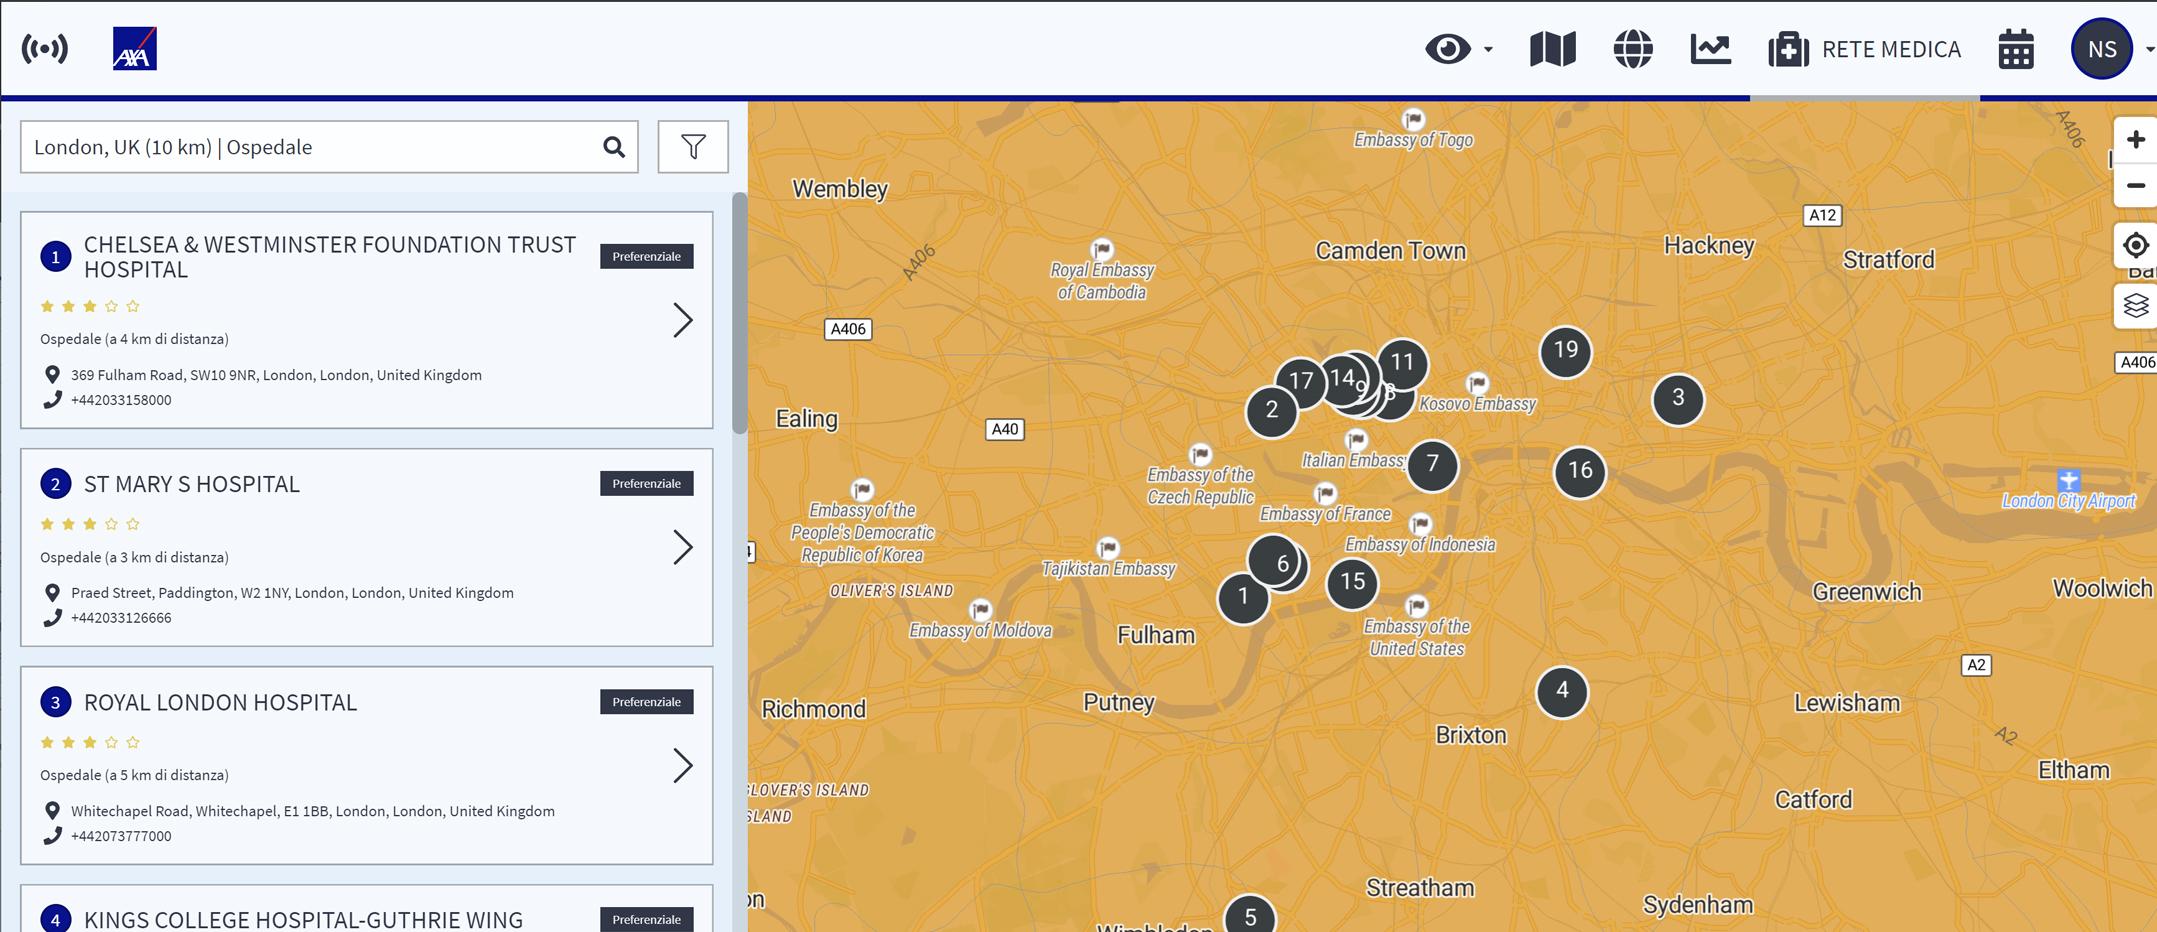 AXA
RETE MEDICA
NS
London, UK (10 km) | Ospedale
1
CHELSEA & WESTMINSTER FOUNDATION TRUST
HOSPITAL
Preferenziale
Ospedale (a 4 km di distanza)
369 Fulham Road, SW10 9NR, London, London, United Kingdom
+442033158000
2
ST MARY S HOSPITAL
Preferenziale
Ospedale (a 3 km di distanza)
Praed Street, Paddington, W2 1NY, London, London, United Kingdom
+442033126666
3
ROYAL LONDON HOSPITAL
Preferenziale
Ospedale (a 5 km di distanza)
Whitechapel Road, Whitechapel, E1 1BB, London, London, United Kingdom
+442073777000
4
KINGS COLLEGE HOSPITAL-GUTHRIE WING
Preferenziale
Embassy of Togo
A406
Wembley
A12
Camden Town
Hackney
Stratford
A406
Royal Embassy
of Cambodia
A406
19
11
A406
17
14
9
8
3
2
Kosovo Embassy
Ealing
A40
Italian Embassy
7
16
Embassy of the
Czech Republic
London City Airport
Embassy of the
People's Democratic
Republic of Korea
Embassy of France
Embassy of Indonesia
Tajikistan Embassy
6
15
1
OLIVER'S ISLAND
Greenwich
Woolwich
Embassy of Moldova
Fulham
Embassy of the
United States
A2
4
Richmond
Putney
Lewisham
Brixton
A2
Eltham
Catford
Streatham
Sydenham
5
Wimbledon